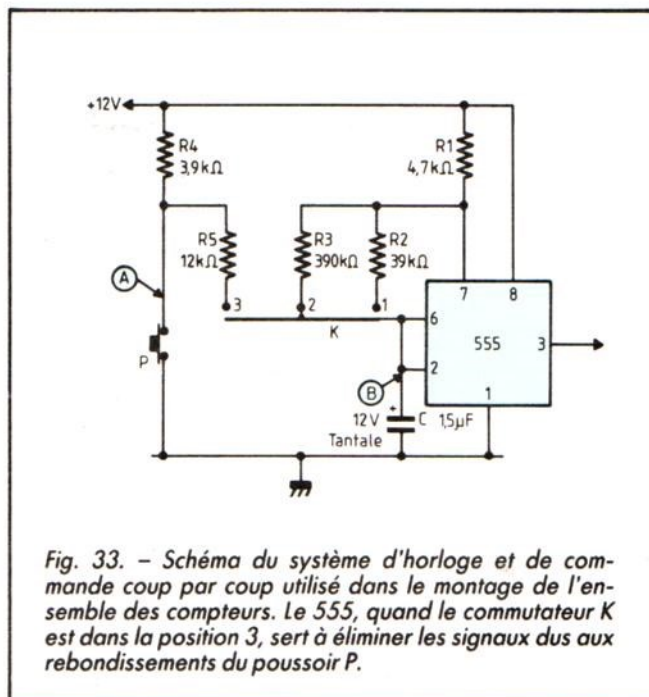 +12V
R4
3,9kΩ
R1
4,7kΩ
R5
12kΩ
R3
390kΩ
R2
39kΩ
3
2
1
K
A
P
7
8
6
555
3
2
B
1
12V
+
C
1,5µF
Tantale
Fig. 33. – Schéma du système d'horloge et de com-
mande coup par coup utilisé dans le montage de l'en-
semble des compteurs. Le 555, quand le commutateur K
est dans la position 3, sert à éliminer les signaux dus aux
rebondissements du poussoir P.